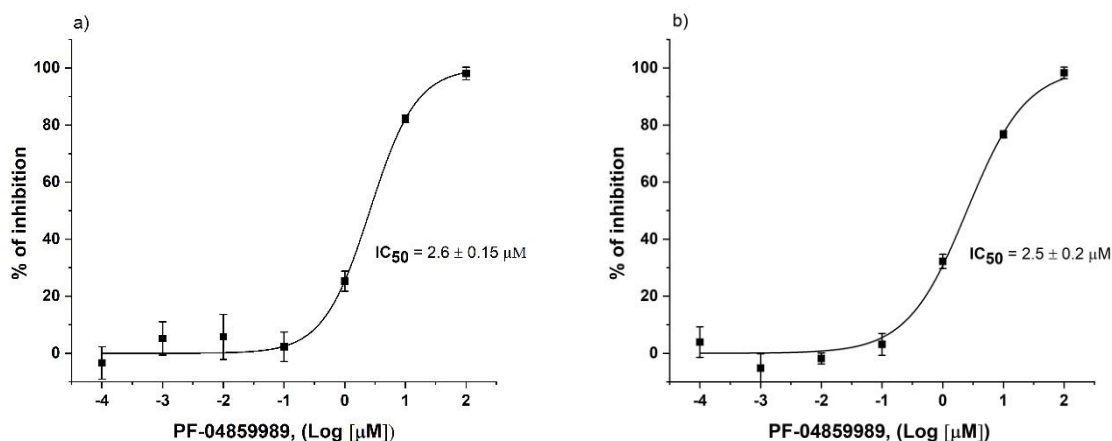 a)
% of inhibition
100
80
60
40
20
0
-4 -3 -2 -1 0 1 2
PF-04859989, (Log [µM])
IC50 = 2.6 ± 0.15 µM
b)
% of inhibition
100
80
60
40
20
0
-4 -3 -2 -1 0 1 2
PF-04859989, (Log [µM])
IC50 = 2.5 ± 0.2 µM